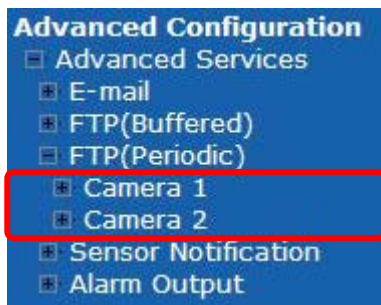 Advanced Configuration
Advanced Services
E-mail
FTP(Buffered)
FTP(Periodic)
Camera 1
Camera 2
Sensor Notification
Alarm Output